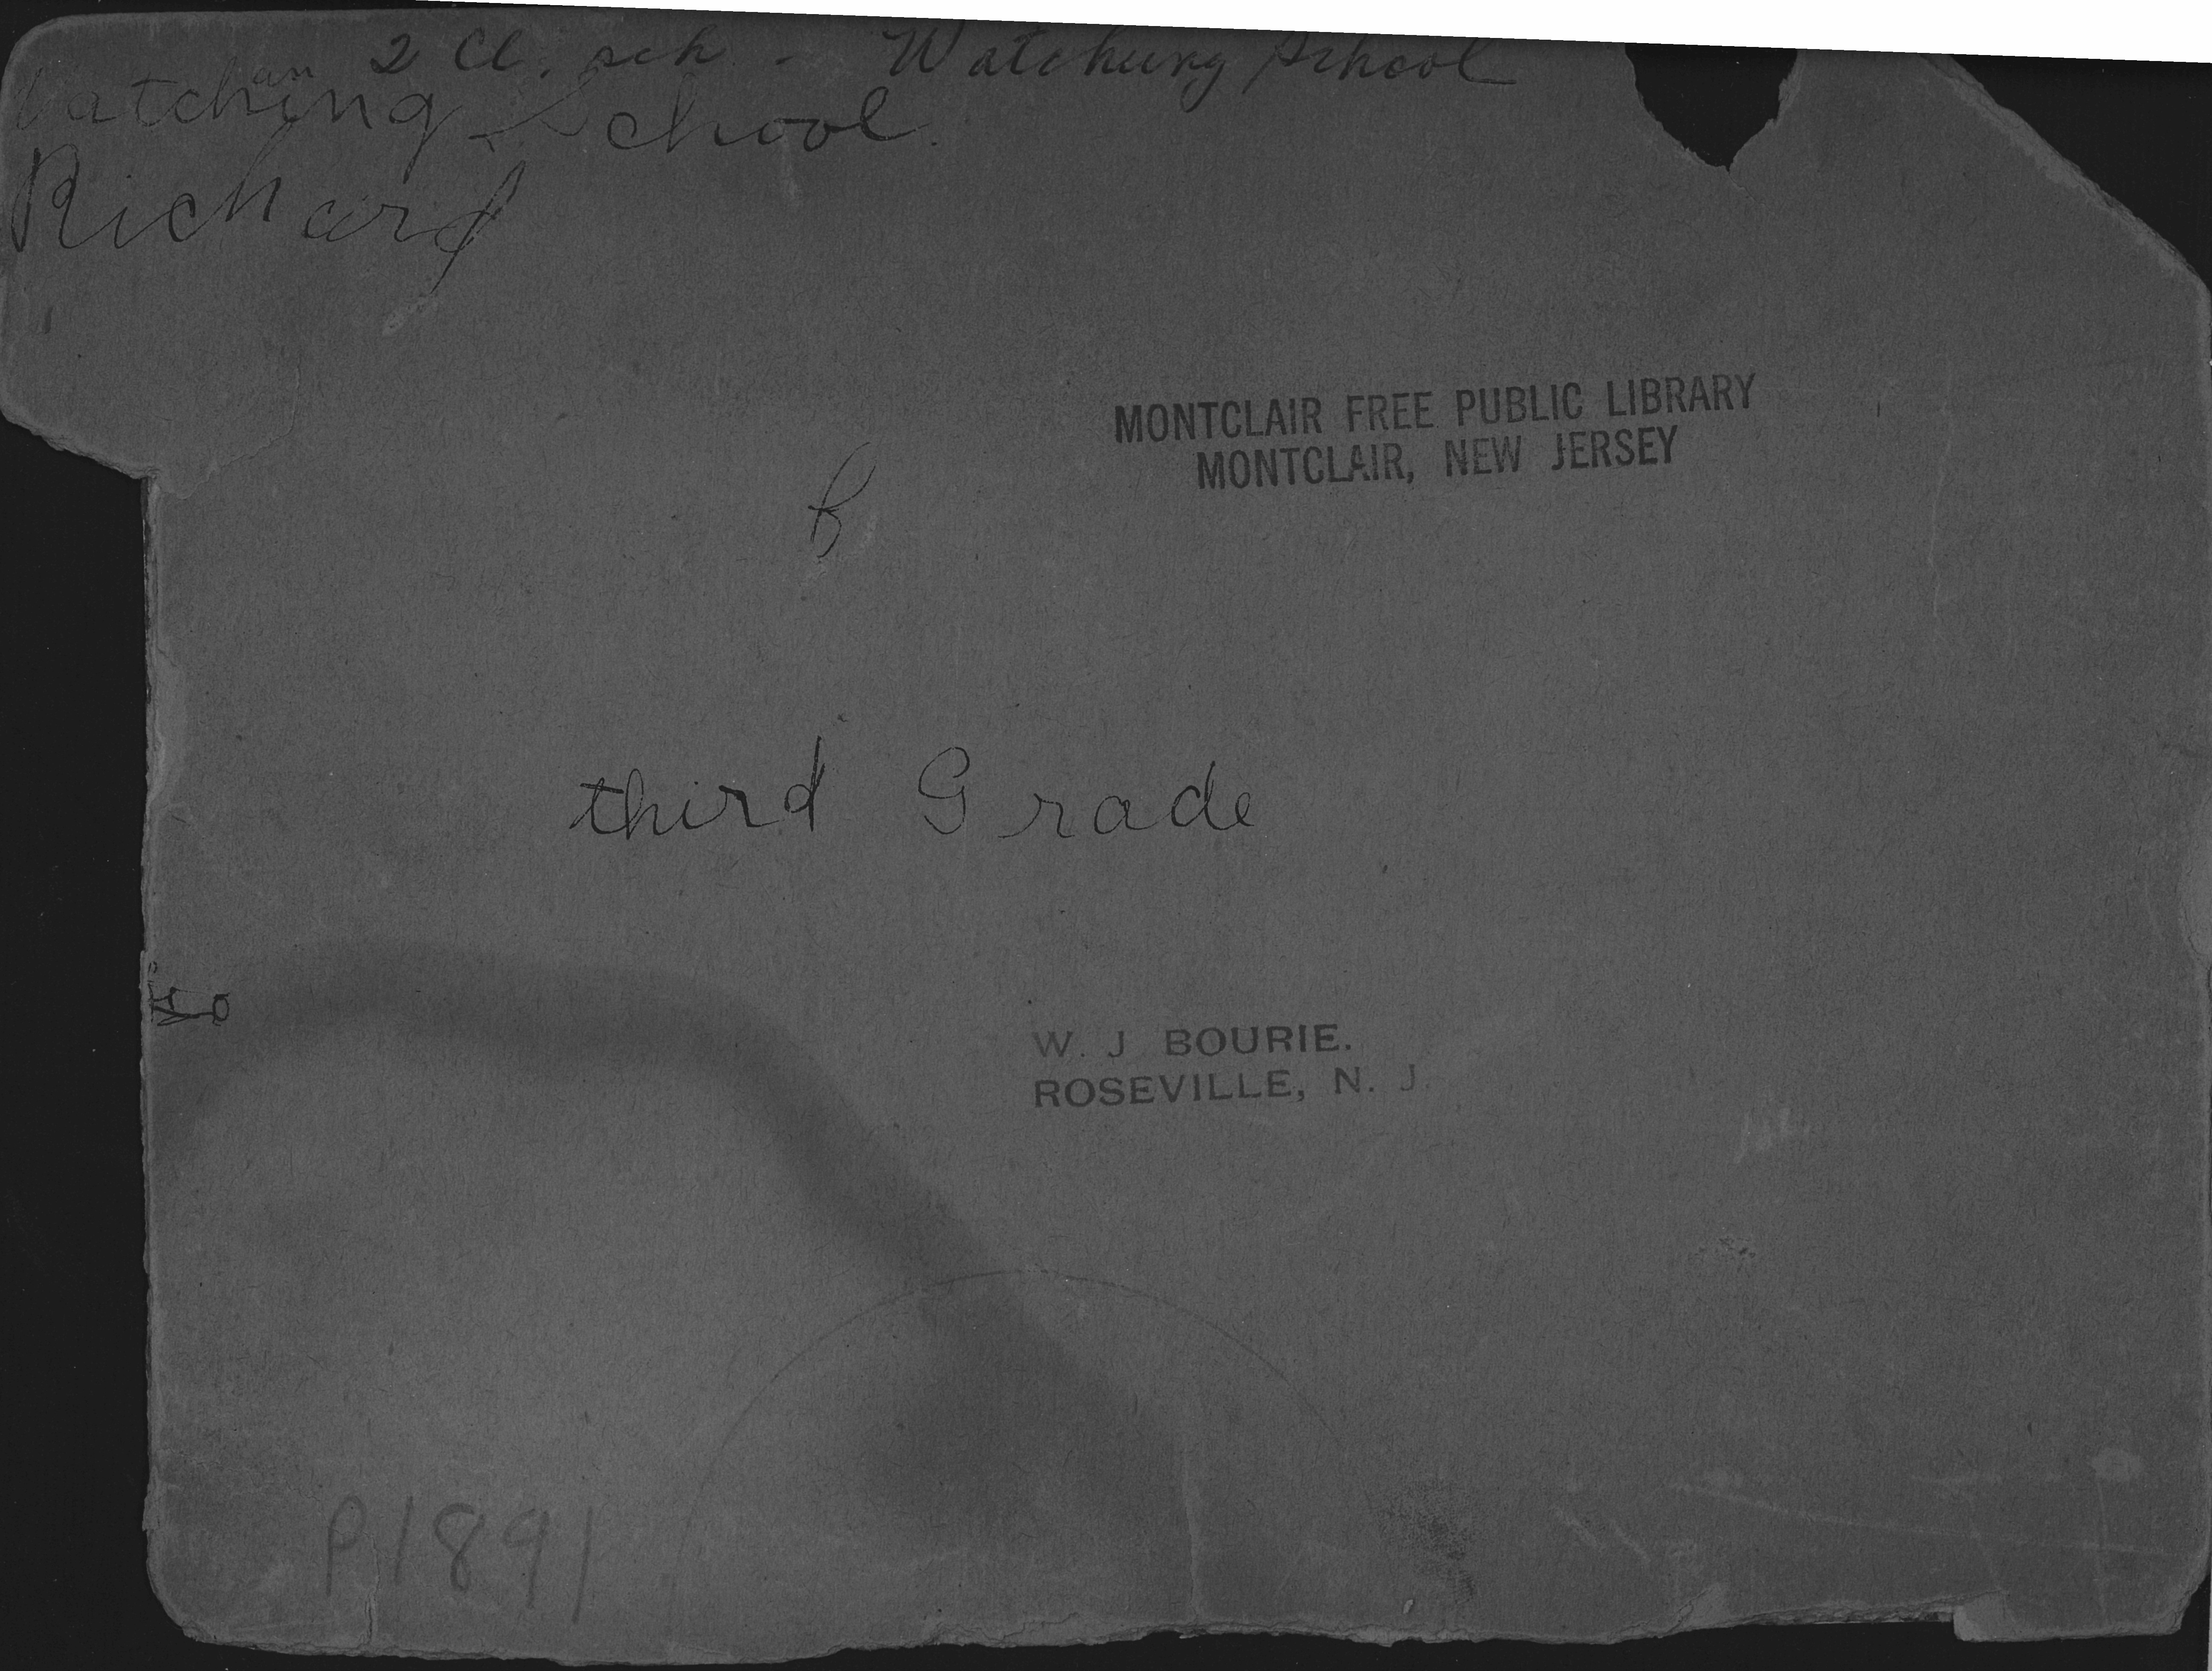 2 Cl. sch - Watchung School
Watching School.
Richard
MONTCLAIR FREE PUBLIC LIBRARY
MONTCLAIR, NEW JERSEY
third Grade
W. J BOURIE.
ROSEVILLE, N. J.
P1891